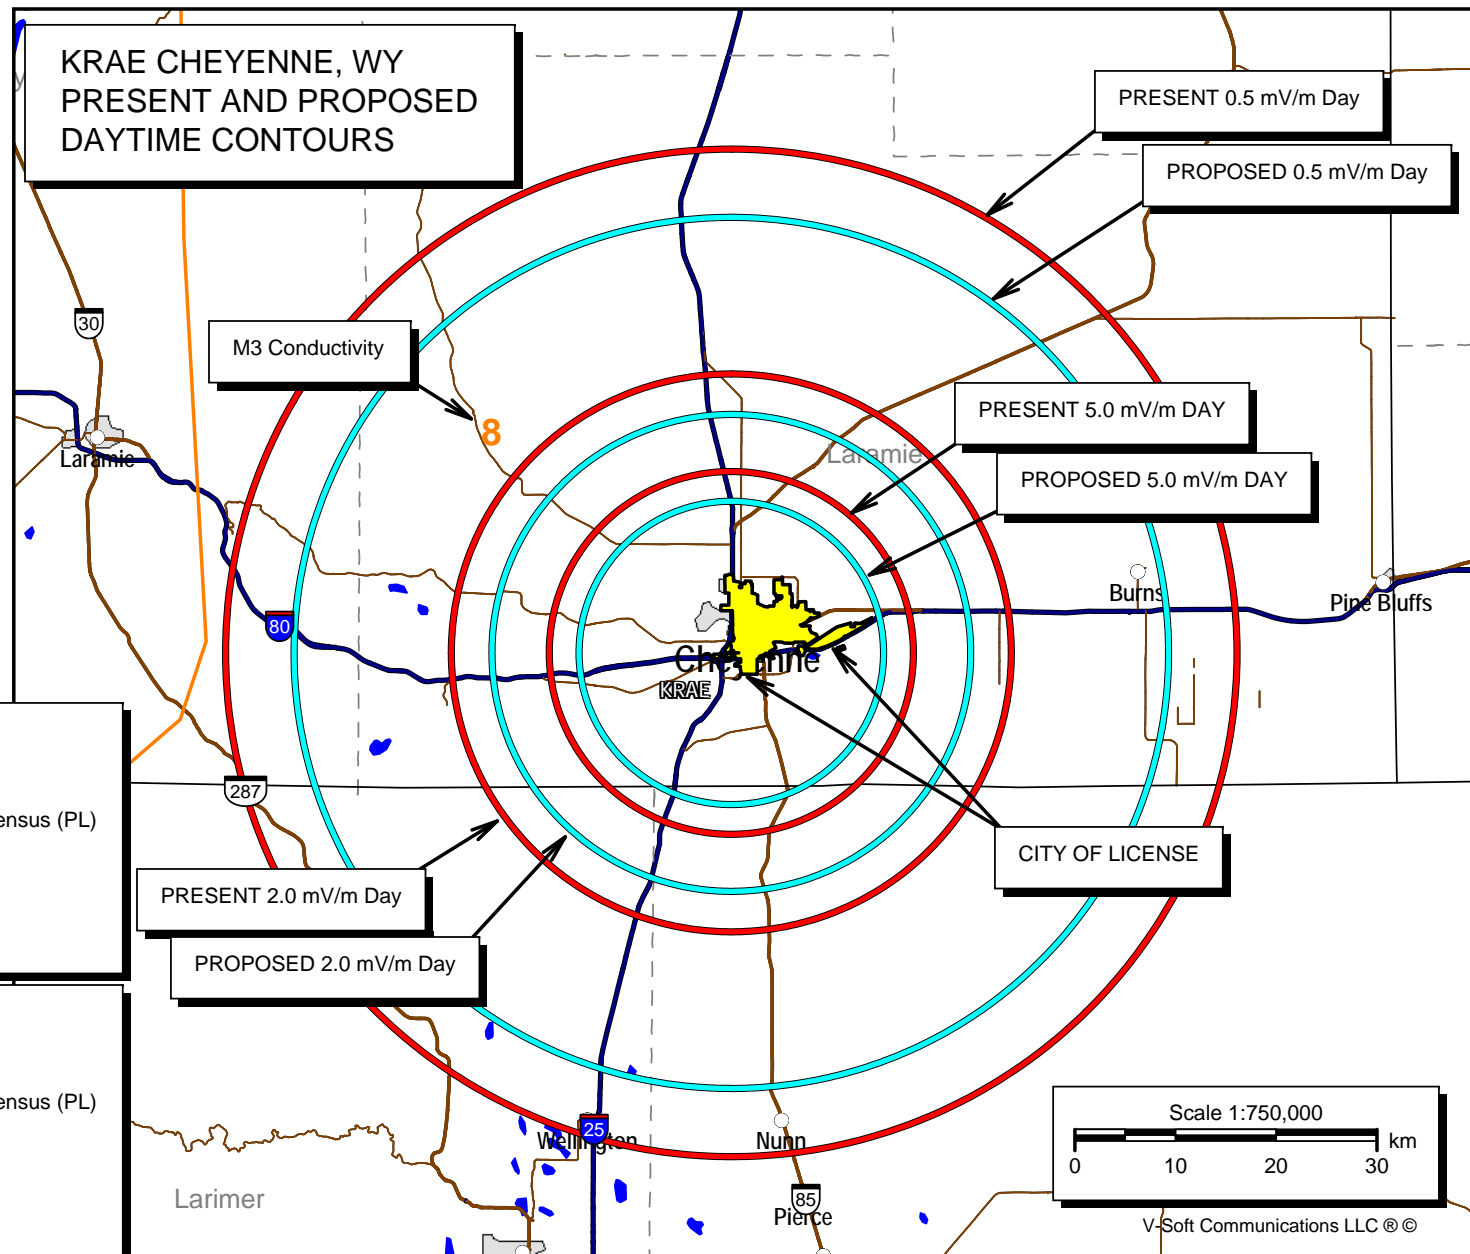 KRAE CHEYENNE, WY
PRESENT AND PROPOSED
DAYTIME CONTOURS
PRESENT 0.5 mV/m Day
PROPOSED 0.5 mV/m Day
30
M3 Conductivity
8
PRESENT 5.0 mV/m DAY
Laramie
Laramie
PROPOSED 5.0 mV/m DAY
Burns
Pine Bluffs
80
Cheyenne
KRAE
287
ensus (PL)
CITY OF LICENSE
PRESENT 2.0 mV/m Day
PROPOSED 2.0 mV/m Day
ensus (PL)
Scale 1:750,000
km
0 10 20 30
25
Wellington
Nunn
Larimer
85
Pierce
V-Soft Communications LLC ® ©